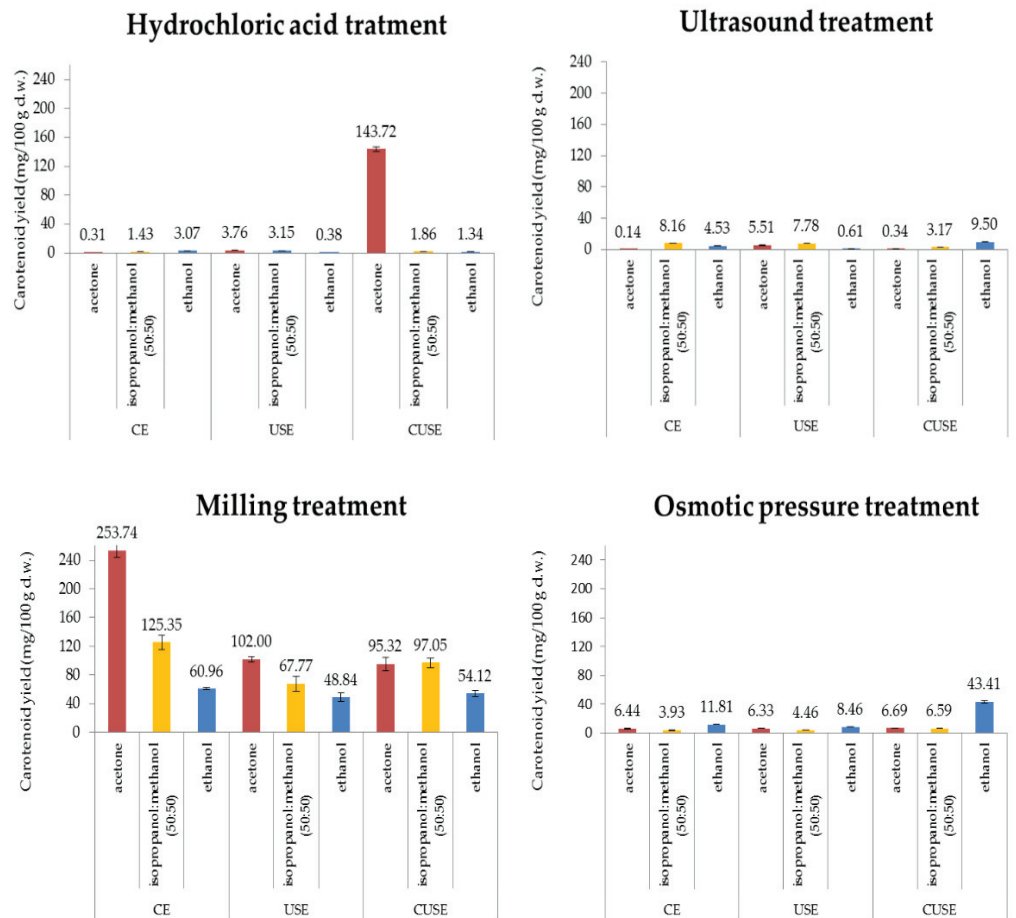 Hydrochloric acid tratment
Carotenoid yield (mg/100 g d.w.)
240
200
160
120
80
40
0
0.31
1.43
3.07
3.76
3.15
0.38
143.72
1.86
1.34
acetone
isopropanol:methanol
(50:50)
ethanol
acetone
isopropanol:methanol
(50:50)
ethanol
acetone
isopropanol:methanol
(50:50)
ethanol
CE
USE
CUSE
Ultrasound treatment
Carotenoid yield (mg/100 g d.w.)
240
200
160
120
80
40
0
0.14
8.16
4.53
5.51
7.78
0.61
0.34
3.17
9.50
acetone
isopropanol:methanol
(50:50)
ethanol
acetone
isopropanol:methanol
(50:50)
ethanol
acetone
isopropanol:methanol
(50:50)
ethanol
CE
USE
CUSE
Milling treatment
Carotenoid yield (mg/100 g d.w.)
240
200
160
120
80
40
0
253.74
125.35
60.96
102.00
67.77
48.84
95.32
97.05
54.12
acetone
isopropanol:methanol
(50:50)
ethanol
acetone
isopropanol:methanol
(50:50)
ethanol
acetone
isopropanol:methanol
(50:50)
ethanol
CE
USE
CUSE
Osmotic pressure treatment
Carotenoid yield (mg/100 g d.w.)
240
200
160
120
80
40
0
6.44
3.93
11.81
6.33
4.46
8.46
6.69
6.59
43.41
acetone
isopropanol:methanol
(50:50)
ethanol
acetone
isopropanol:methanol
(50:50)
ethanol
acetone
isopropanol:methanol
(50:50)
ethanol
CE
USE
CUSE